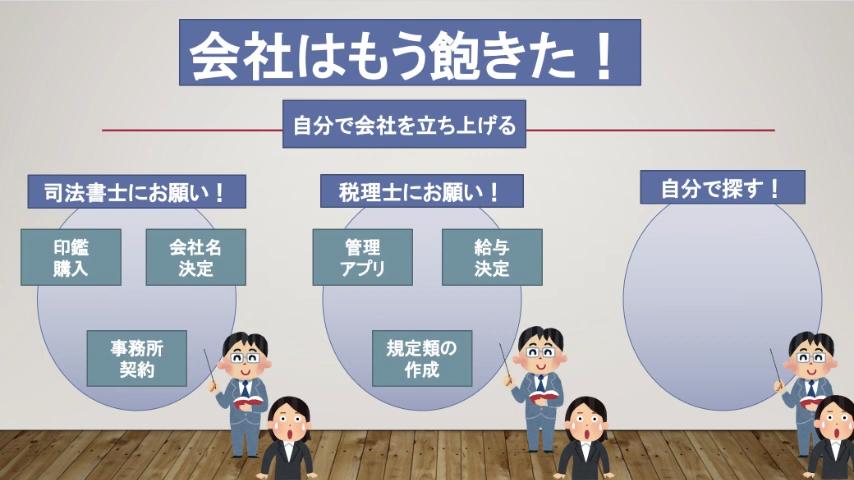 会社はもう飽きた！
自分で会社を立ち上げる
司法書士にお願い！
税理士にお願い！
自分で探す！
印鑑
購入
会社名
決定
管理
アプリ
給与
決定
事務所
契約
規定類の
作成